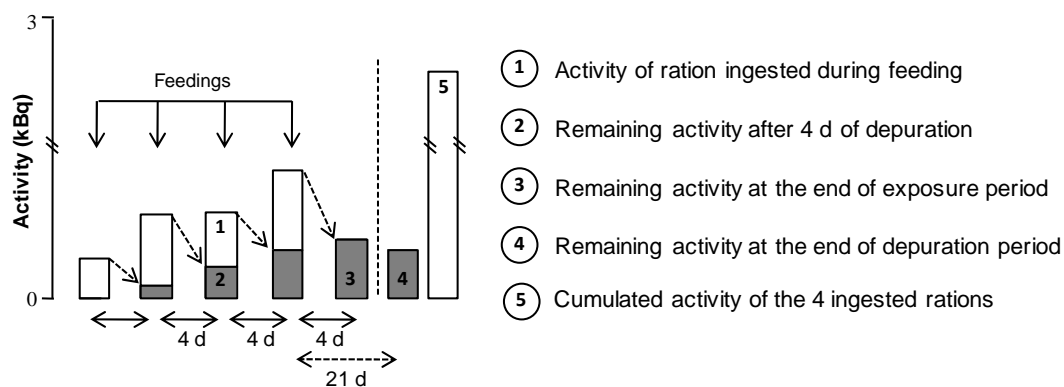 3
Activity (kBq)
0
Feedings
1
2
3
4
5
4 d
4 d
4 d
21 d
1 Activity of ration ingested during feeding
2 Remaining activity after 4 d of depuration
3 Remaining activity at the end of exposure period
4 Remaining activity at the end of depuration period
5 Cumulated activity of the 4 ingested rations